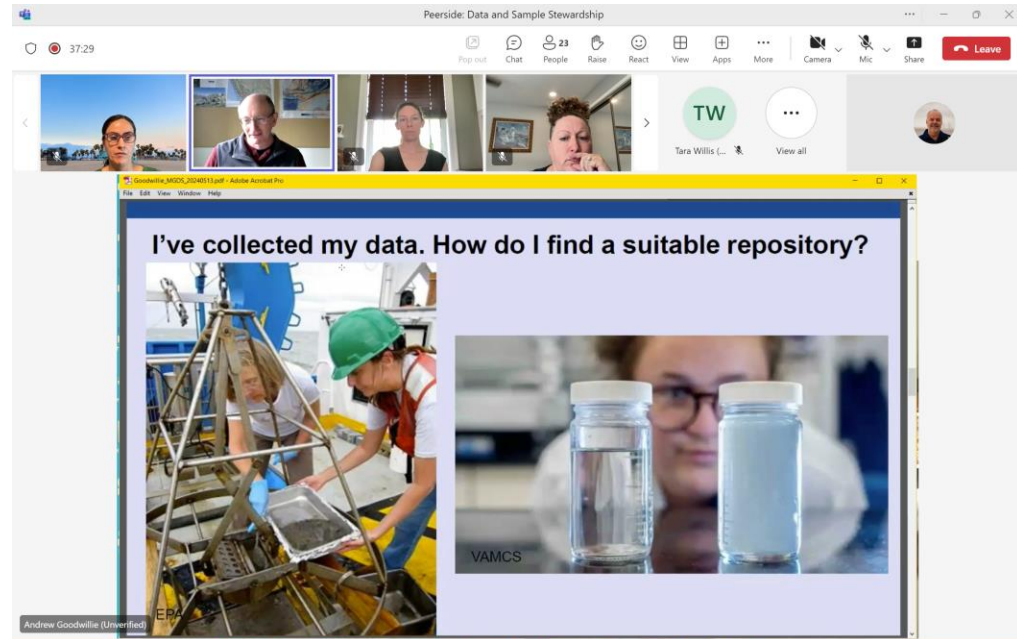 Peerside: Data and Sample Stewardship
37:29
Pop out
Chat
23
People
Raise
React
View
Apps
More
Camera
Mic
Share
Leave
TW
Tara Willis (...
View all
Goodwillie_MGDS_20240513.pdf - Adobe Acrobat Pro
File Edit View Window Help
I've collected my data. How do I find a suitable repository?
VAMCS
EPA
Andrew Goodwillie (Unverified)